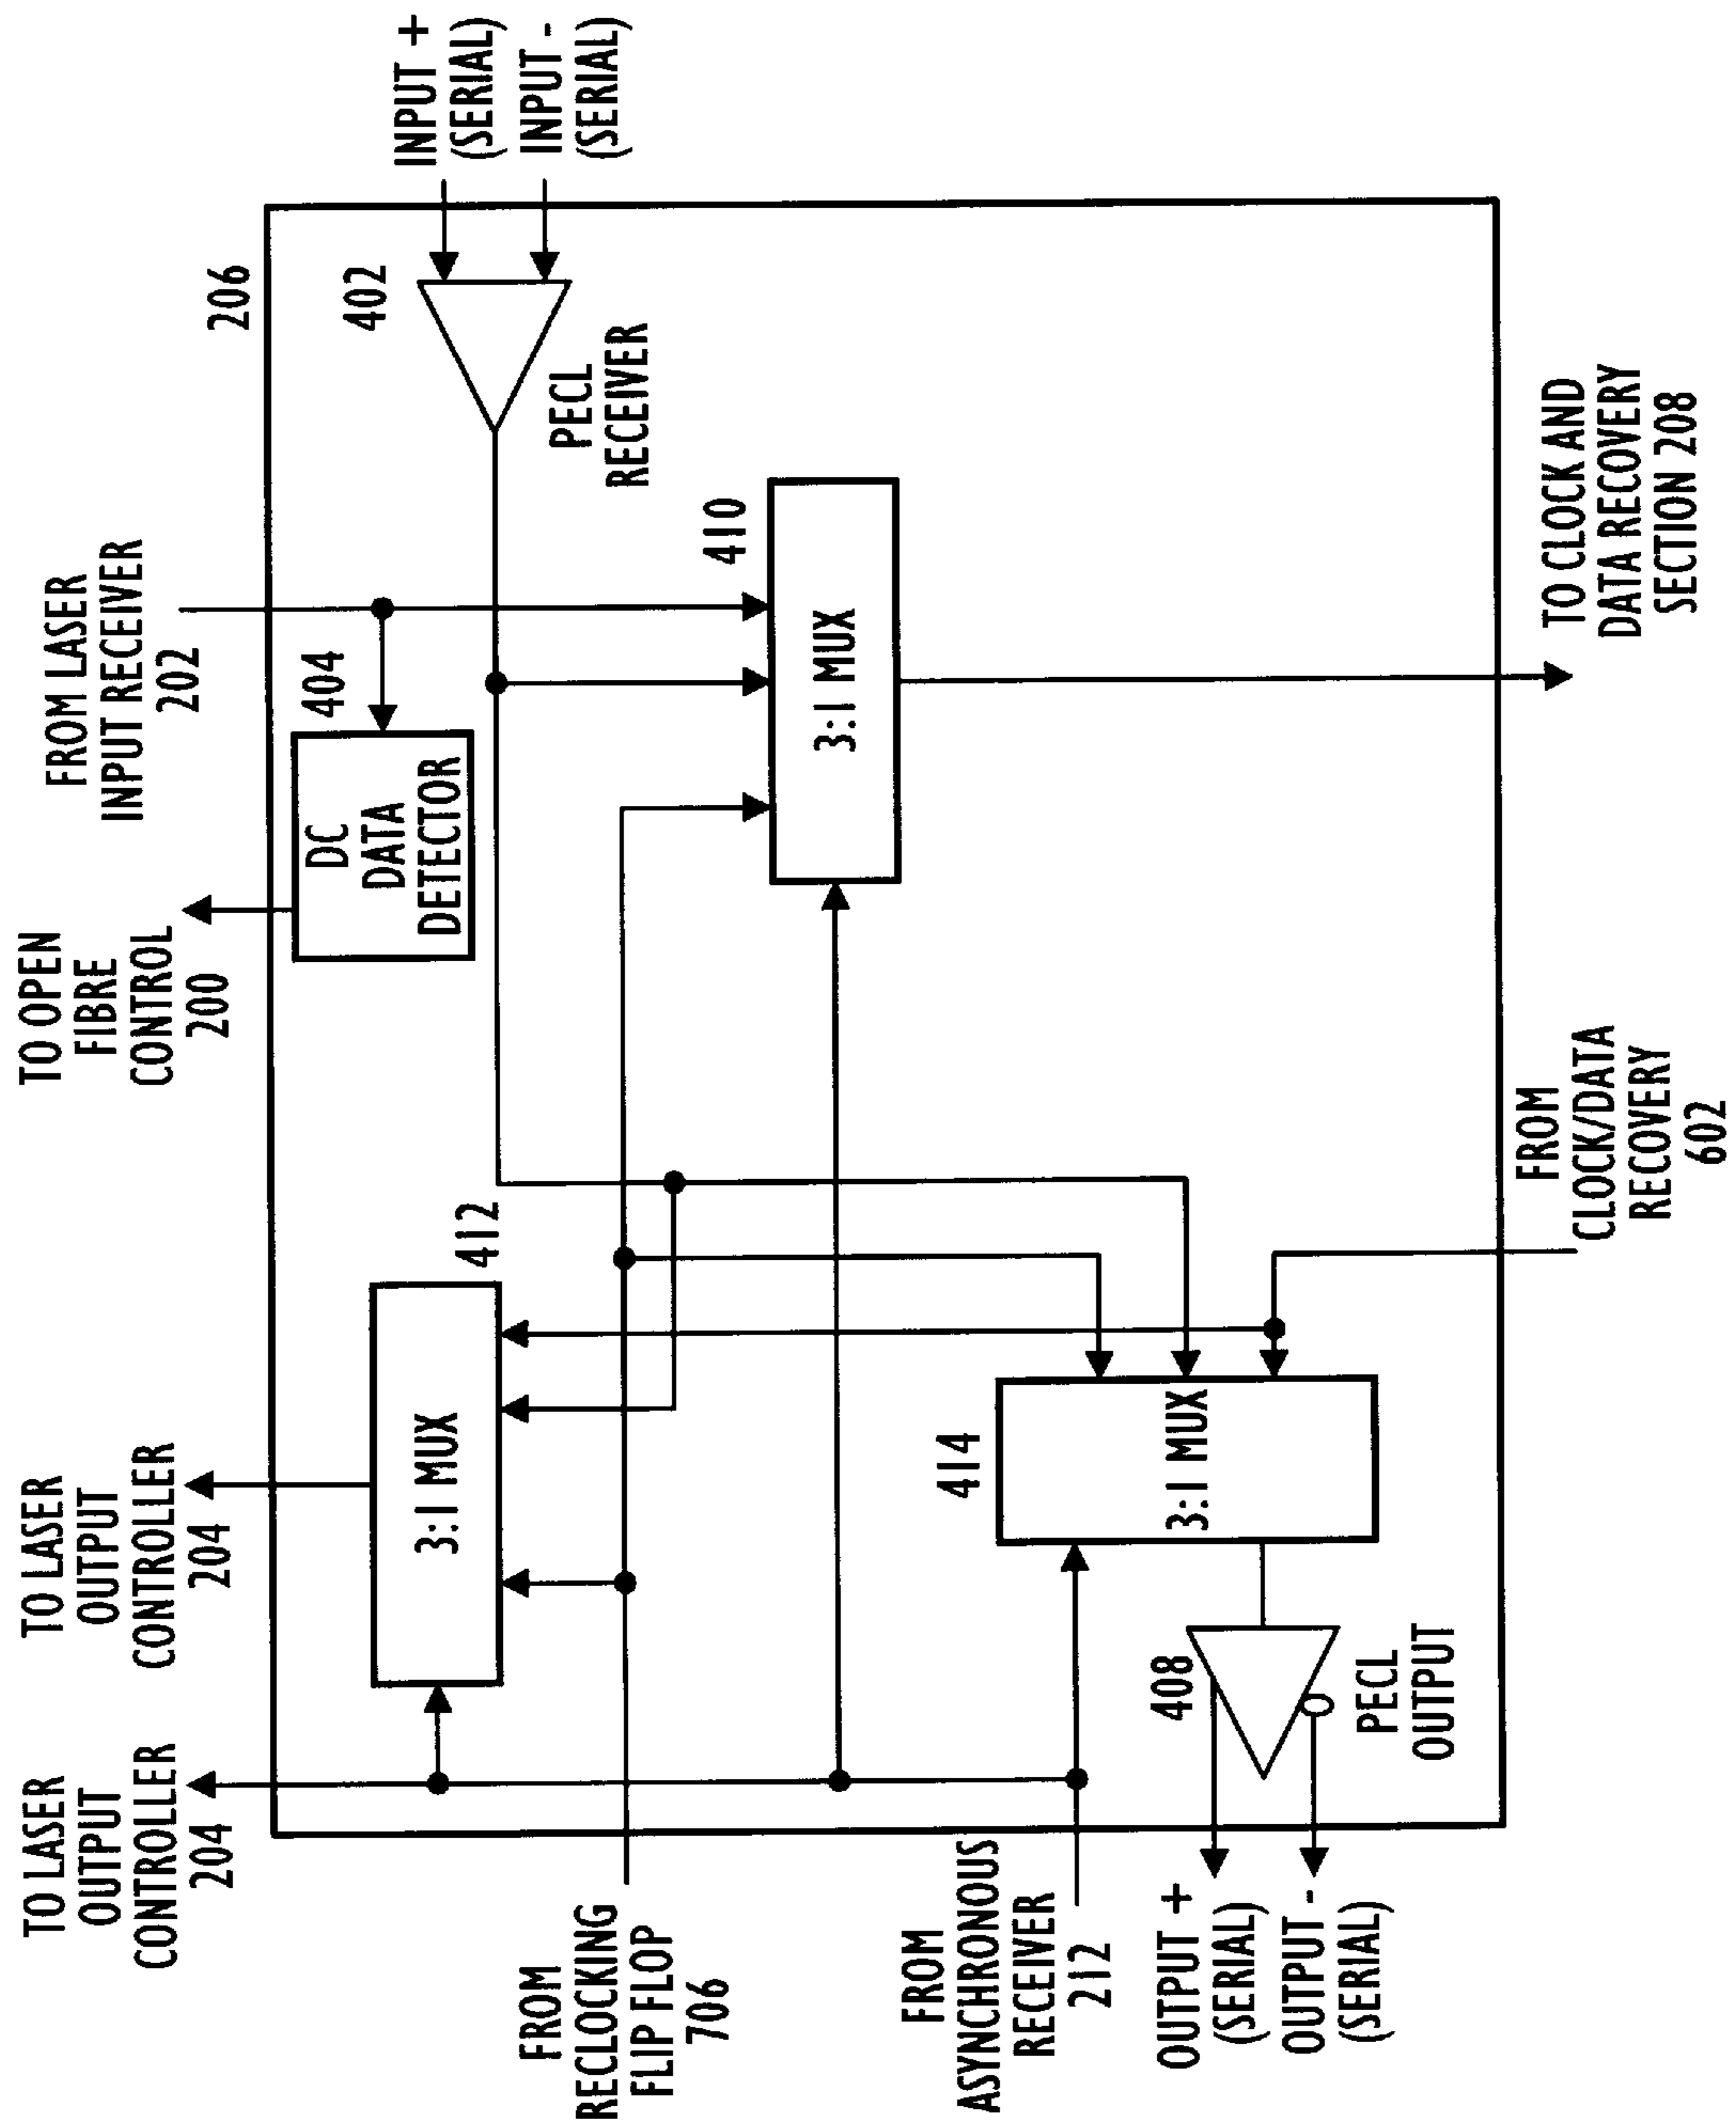 TO LASER
OUTPUT
CONTROLLER
204
TO LASER
OUTPUT
CONTROLLER
204
TO OPEN
FIBRE
CONTROL
200
FROM LASER
INPUT RECEIVER
202
206
402
INPUT +
(SERIAL)
INPUT -
(SERIAL)
PECL
RECEIVER
404
DC
DATA
DETECTOR
412
3:1 MUX
410
3:1 MUX
FROM
RECLOCKING
FLIP FLOP
706
FROM
ASYNCHRONOUS
RECEIVER
212
414
3:1 MUX
408
PECL
OUTPUT
OUTPUT +
(SERIAL)
OUTPUT -
(SERIAL)
FROM
CLOCK/DATA
RECOVERY
602
TO CLOCK AND
DATA RECOVERY
SECTION 208